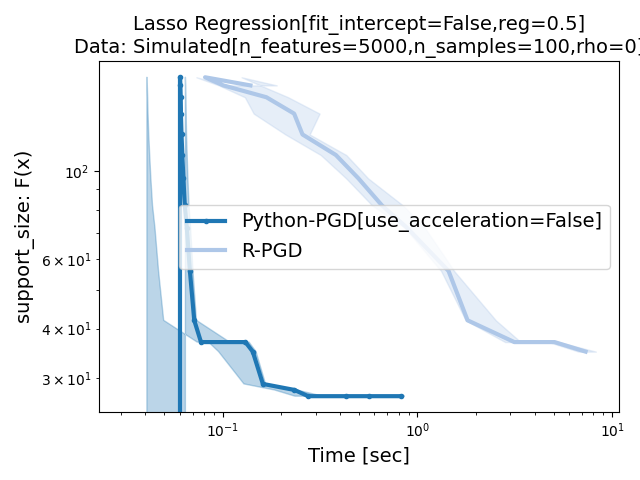 Lasso Regression[fit_intercept=False,reg=0.5]
Data: Simulated[n_features=5000,n_samples=100,rho=0]
support_size: F(x)
10²
6 × 10¹
4 × 10¹
3 × 10¹
Python-PGD[use_acceleration=False]
R-PGD
10⁻¹
10⁰
10¹
Time [sec]